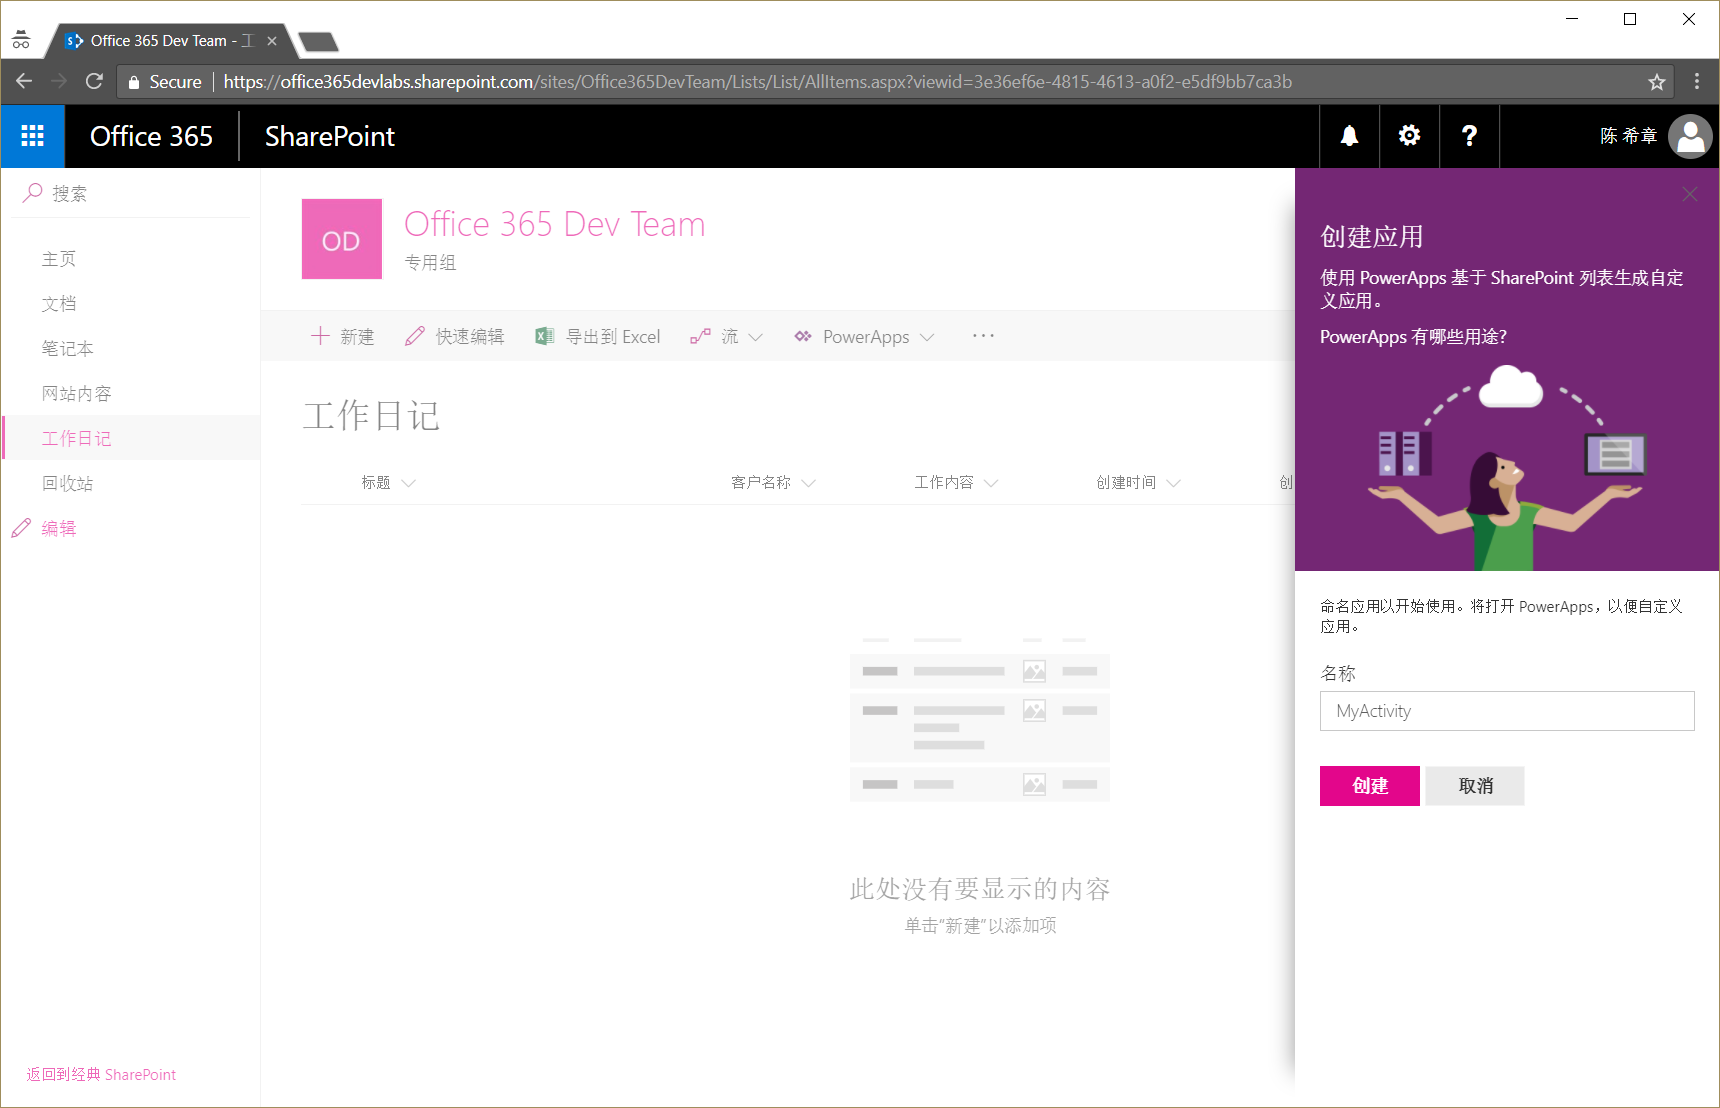 Office 365 Dev Team - 工
Secure
https://office365devlabs.sharepoint.com/sites/Office365DevTeam/Lists/List/AllItems.aspx?viewid=3e36ef6e-4815-4613-a0f2-e5df9bb7ca3b
Office 365
SharePoint
?
陈 希章
搜索
主页
文档
笔记本
网站内容
工作日记
回收站
编辑
返回到经典 SharePoint
OD
Office 365 Dev Team
专用组
新建
快速编辑
导出到 Excel
流
PowerApps
工作日记
标题
客户名称
工作内容
创建时间
创
此处没有要显示的内容
单击“新建”以添加项
创建应用
使用 PowerApps 基于 SharePoint 列表生成自定
义应用。
PowerApps 有哪些用途?
命名应用以开始使用。将打开 PowerApps，以便自定义
应用。
名称
MyActivity
创建
取消